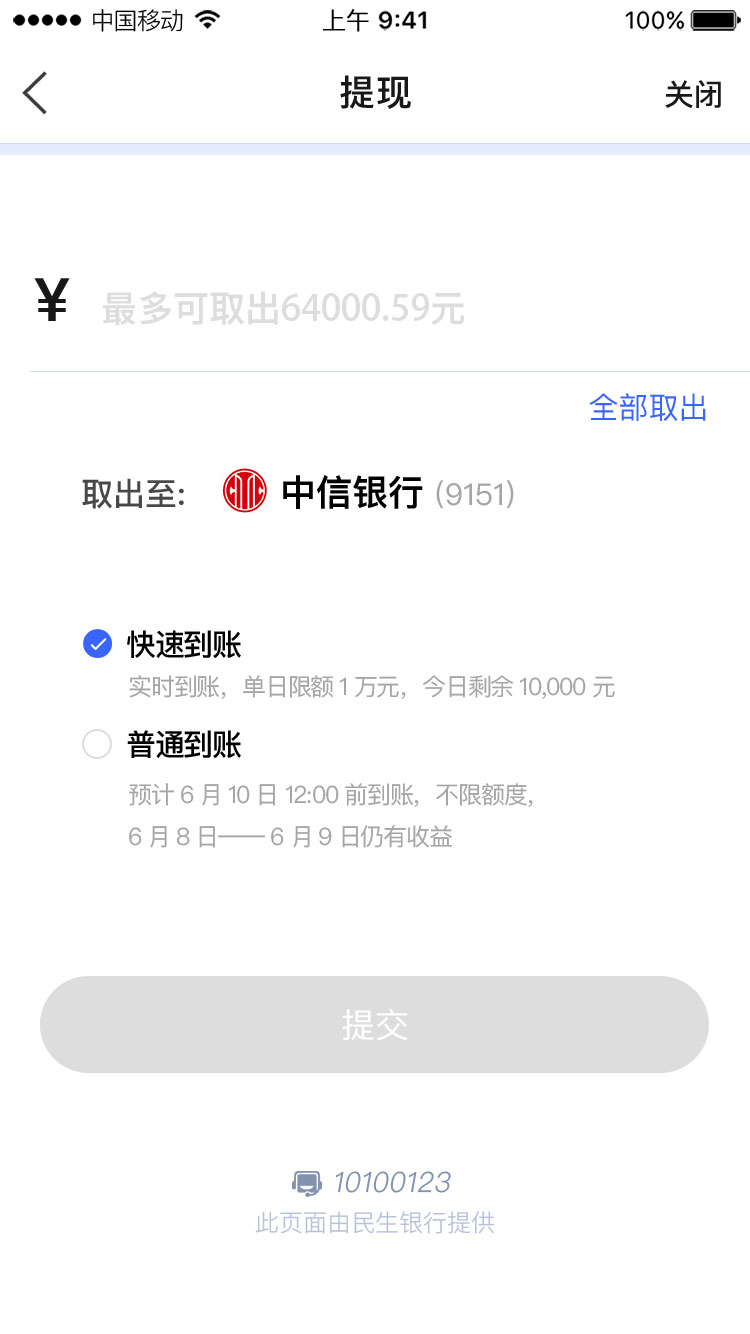 中国移动 上午 9:41 100%
提现 关闭
¥ 最多可取出64000.59元
全部取出
取出至: 中信银行 (9151)
快速到账
实时到账，单日限额 1 万元，今日剩余 10,000 元
普通到账
预计 6 月 10 日 12:00 前到账，不限额度，
6 月 8 日—— 6 月 9 日仍有收益
提交
10100123
此页面由民生银行提供